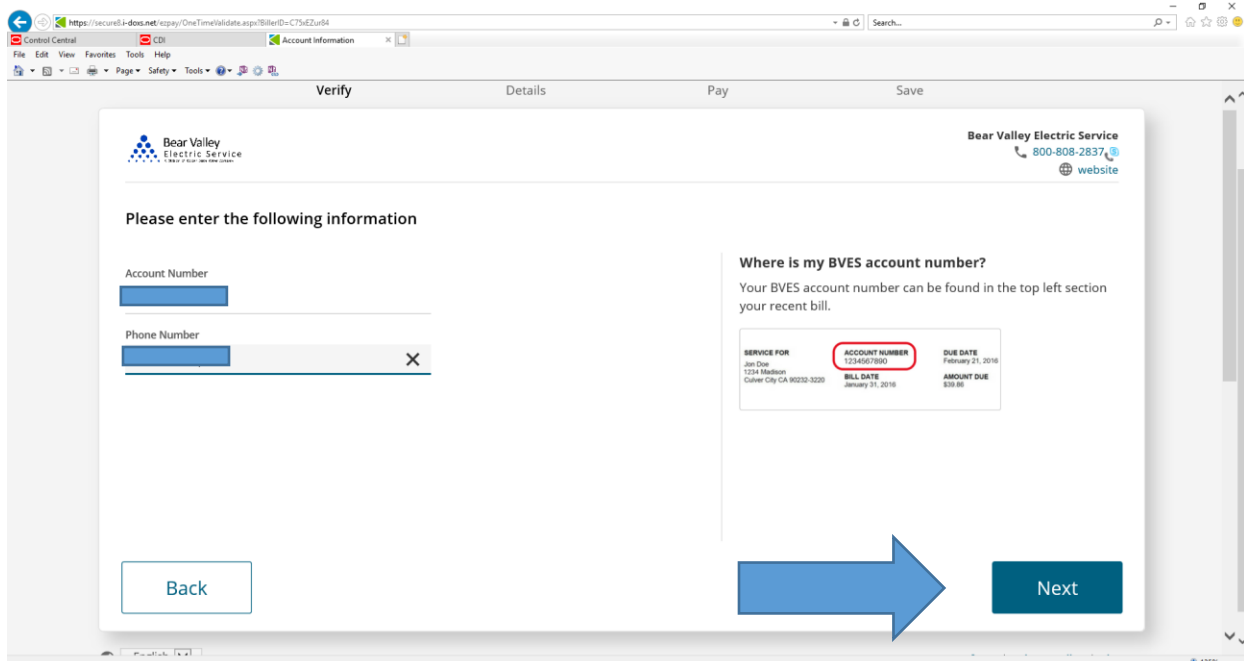 https://secure8.i-doxs.net/ezpay/OneTimeValidate.aspx?BillerID=C75xEZur84
Search...
Control Central
CDI
Account Information
File Edit View Favorites Tools Help
Page Safety Tools
Verify Details Pay Save
Bear Valley
Electric Service
Bear Valley Electric Service
800-808-2837
website
Please enter the following information
Account Number
Phone Number
Where is my BVES account number?
Your BVES account number can be found in the top left section
your recent bill.
SERVICE FOR
Jon Doe
1234 Madison
Culver City CA 90232-3220
ACCOUNT NUMBER
1234567890
BILL DATE
January 31, 2016
DUE DATE
February 21, 2016
AMOUNT DUE
$39.86
Back
Next
English